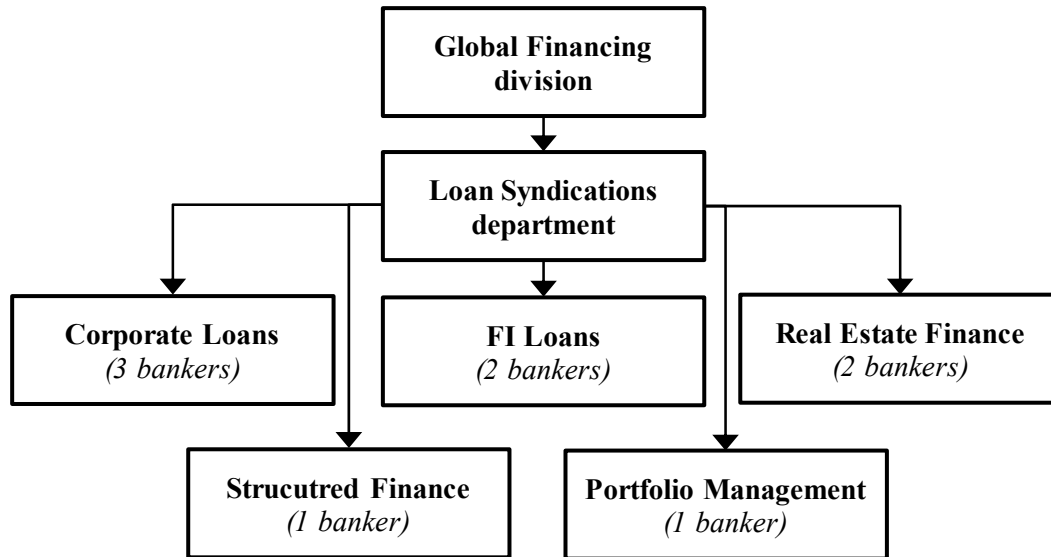 Global Financing
division
Loan Syndications
department
Corporate Loans
(3 bankers)
FI Loans
(2 bankers)
Real Estate Finance
(2 bankers)
Strucutred Finance
(1 banker)
Portfolio Management
(1 banker)